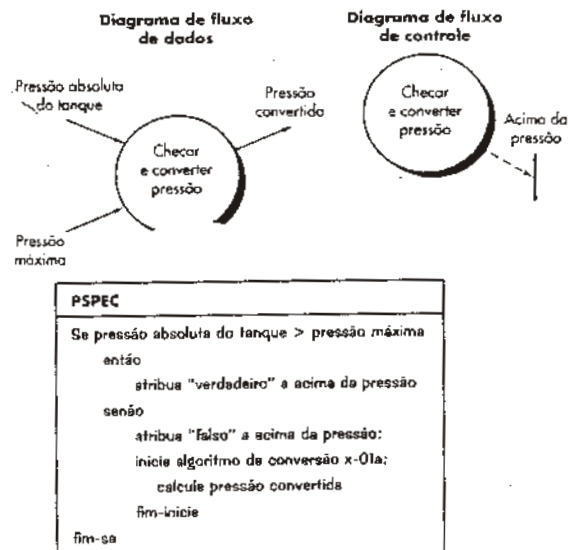 Diagrama de fluxo
de dados
Pressão absoluta
do tanque
Pressão
convertida
Checar
e converter
pressão
Pressão
máxima
Diagrama de fluxo
de controle
Checar
e converter
pressão
Acima da
pressão
PSPEC
Se pressão absoluta do tanque > pressão máxima
então
atribua "verdadeiro" a acima da pressão
senão
atribua "falso" a acima da pressão;
inicie algoritmo de conversão x-01a;
calcule pressão convertida
fim-inicie
fim-se